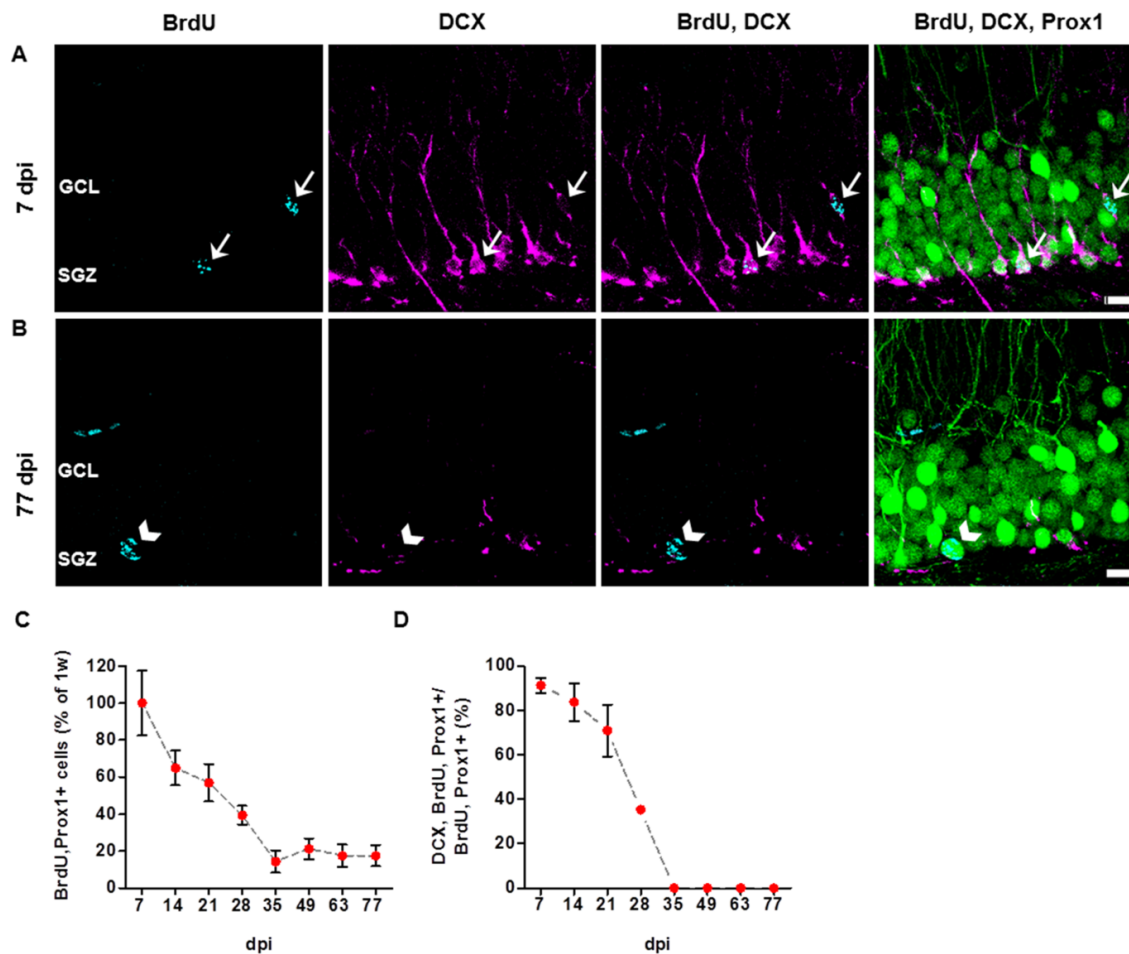 BrdU DCX BrdU, DCX BrdU, DCX, Prox1
A
7 dpi
GCL
SGZ
B
77 dpi
GCL
SGZ
C
BrdU,Prox1+ cells (% of 1w)
120
100
80
60
40
20
0
7 14 21 28 35 49 63 77
dpi
D
DCX, BrdU, Prox1+/
BrdU, Prox1+ (%)
100
80
60
40
20
0
7 14 21 28 35 49 63 77
dpi